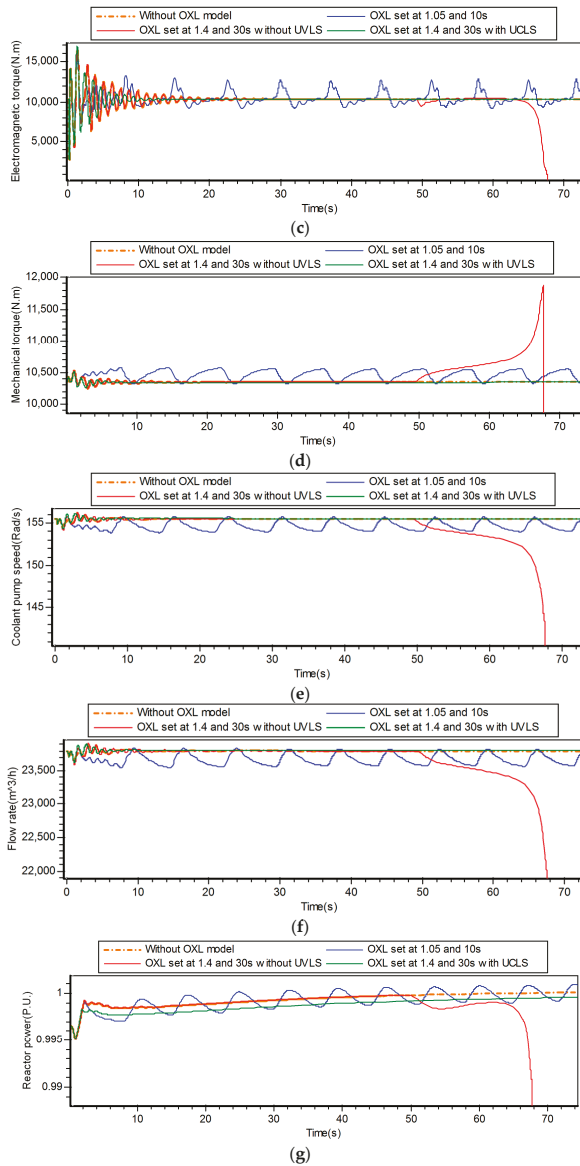 Without OXL model OXL set at 1.05 and 10s
OXL set at 1.4 and 30s without UVLS OXL set at 1.4 and 30s with UCLS
Electromagnetic torque(N.m)
15,000
10,000
5,000
0 10 20 30 40 50 60 70
Time(s)
(c)
Without OXL model OXL set at 1.05 and 10s
OXL set at 1.4 and 30s without UVLS OXL set at 1.4 and 30s with UVLS
Mechanical torque(N.m)
12,000
11,500
11,000
10,500
10,000
0 10 20 30 40 50 60 70
Time(s)
(d)
Without OXL model OXL set at 1.05 and 10s
OXL set at 1.4 and 30s without UVLS OXL set at 1.4 and 30s with UVLS
Coolant pump speed(Rad/s)
155
150
145
0 10 20 30 40 50 60 70
Time(s)
(e)
Without OXL model OXL set at 1.05 and 10s
OXL set at 1.4 and 30s without UVLS OXL set at 1.4 and 30s with UVLS
Flow rate(m^3/h)
23,500
23,000
22,500
22,000
0 10 20 30 40 50 60 70
Time(s)
(f)
Without OXL model OXL set at 1.05 and 10s
OXL set at 1.4 and 30s without UVLS OXL set at 1.4 and 30s with UCLS
Reactor power(P.U.)
1
0.995
0.99
0 10 20 30 40 50 60 70
Time(s)
(g)